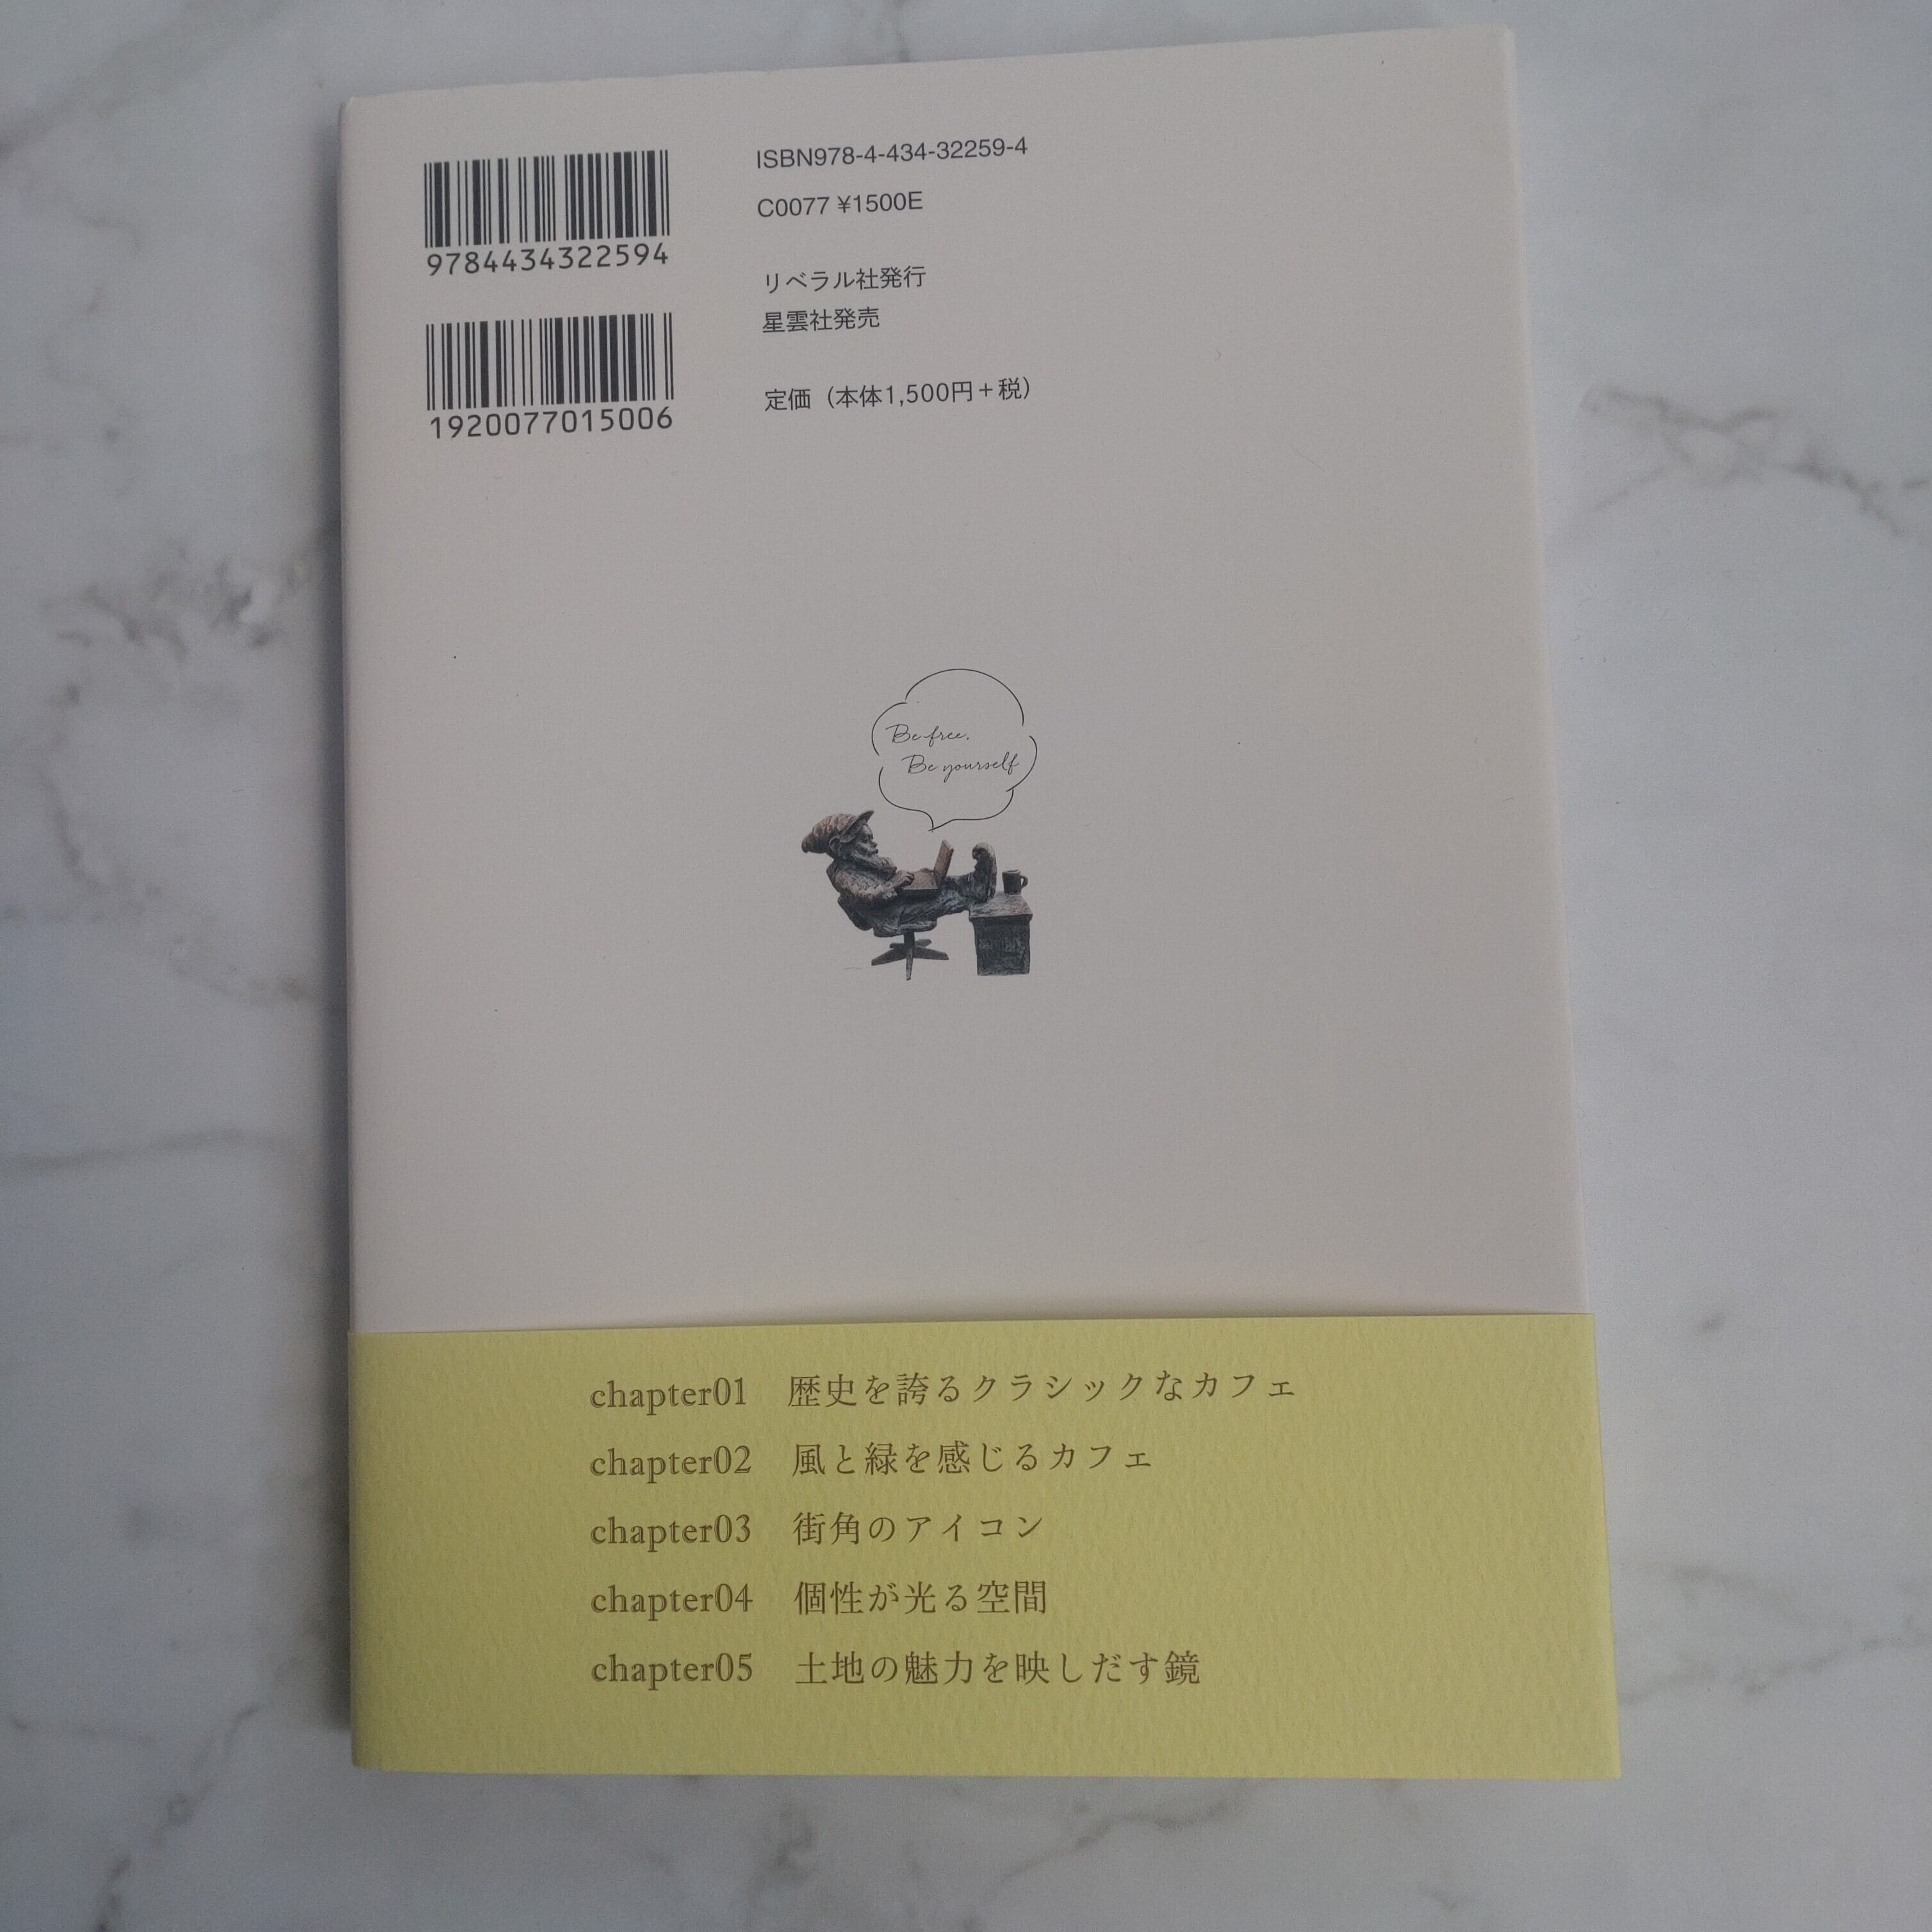 9784434322594
1920077015006
ISBN978-4-434-32259-4
C0077 ¥1500E
リベラル社発行
星雲社発売
定価（本体1,500円＋税）
Be free.
Be yourself
chapter01 歴史を誇るクラシックなカフェ
chapter02 風と緑を感じるカフェ
chapter03 街角のアイコン
chapter04 個性が光る空間
chapter05 土地の魅力を映しだす鏡